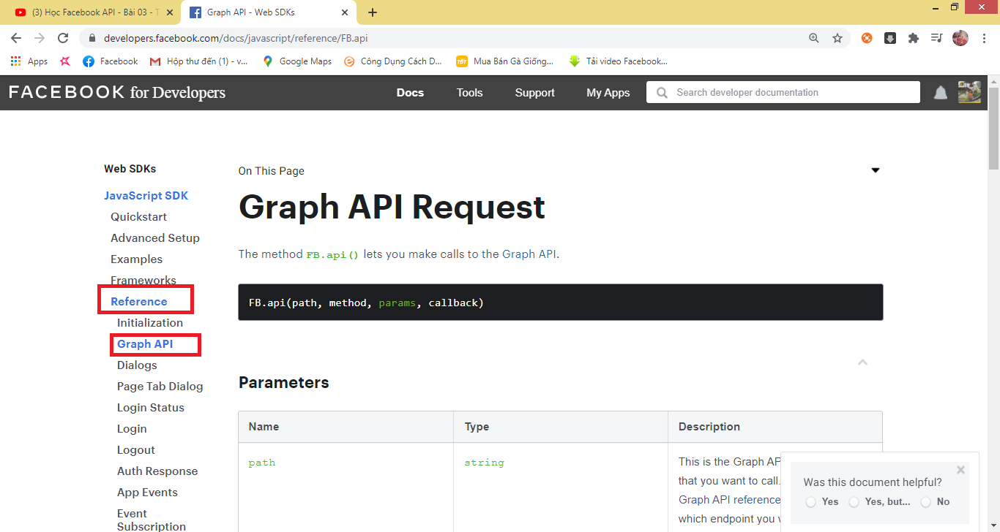 (3) Học Facebook API - Bài 03 - T
Graph API - Web SDKs
developers.facebook.com/docs/javascript/reference/FB.api
Apps
Facebook
Hộp thư đến (1) - v...
Google Maps
Công Dụng Cách D...
TỐT
Mua Bán Gà Giống...
Tải video Facebook...
FACEBOOK for Developers
Docs
Tools
Support
My Apps
Search developer documentation
Web SDKs
JavaScript SDK
Quickstart
Advanced Setup
Examples
Frameworks
Reference
Initialization
Graph API
Dialogs
Page Tab Dialog
Login Status
Login
Logout
Auth Response
App Events
Event
Subscription
On This Page
Graph API Request
The method FB.api() lets you make calls to the Graph API.
FB.api(path, method, params, callback)
Parameters
Name Type Description
path string This is the Graph AP
that you want to call.
Graph API reference
which endpoint you
Was this document helpful?
Yes Yes, but... No